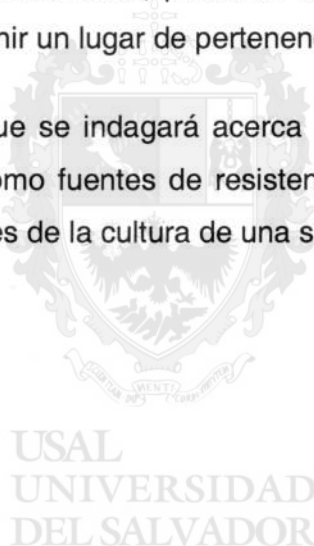 nir un lugar de pertenen
ue se indagará acerca
omo fuentes de resisten
es de la cultura de una s
MENTI
USAL
UNIVERSIDAD
DEL SALVADOR